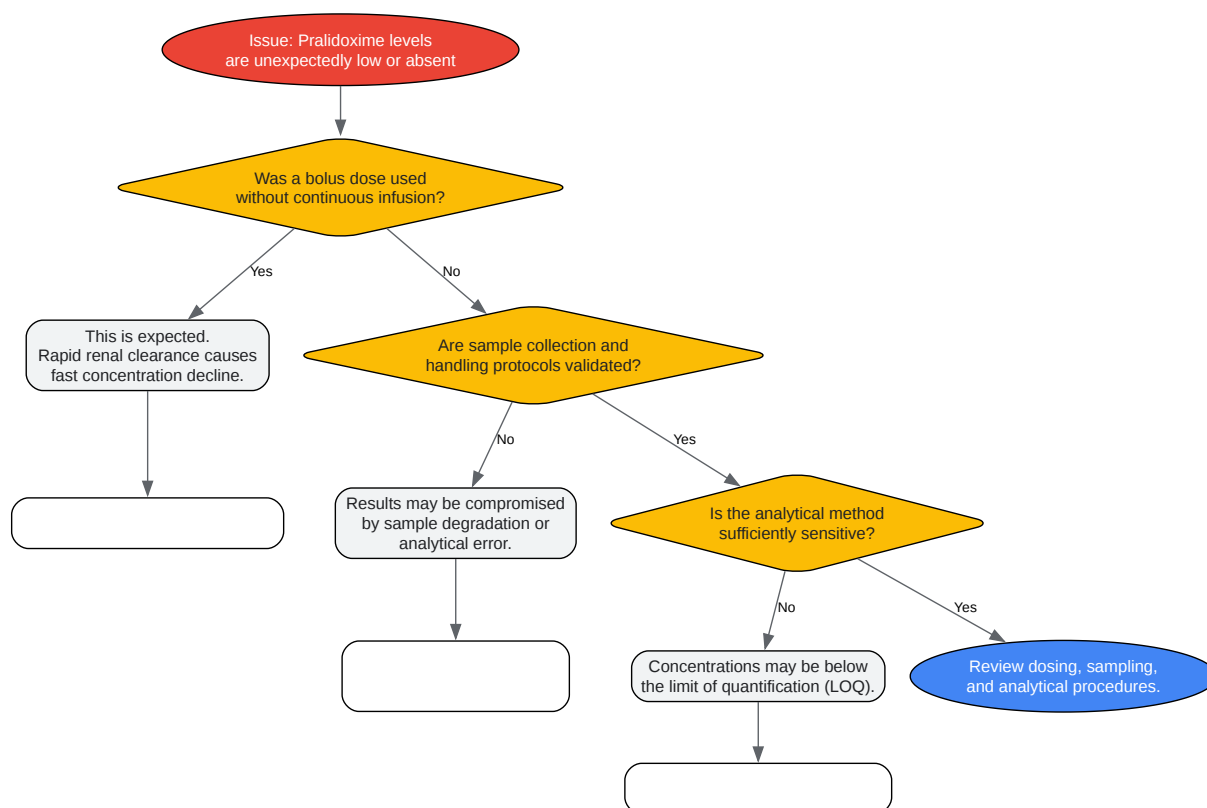 Issue: Pralidoxime levels
are unexpectedly low or absent
Was a bolus dose used
without continuous infusion?
Yes
No
This is expected.
Rapid renal clearance causes
fast concentration decline.
Are sample collection and
handling protocols validated?
No
Yes
Results may be compromised
by sample degradation or
analytical error.
Is the analytical method
sufficiently sensitive?
No
Yes
Concentrations may be below
the limit of quantification (LOQ).
Review dosing, sampling,
and analytical procedures.